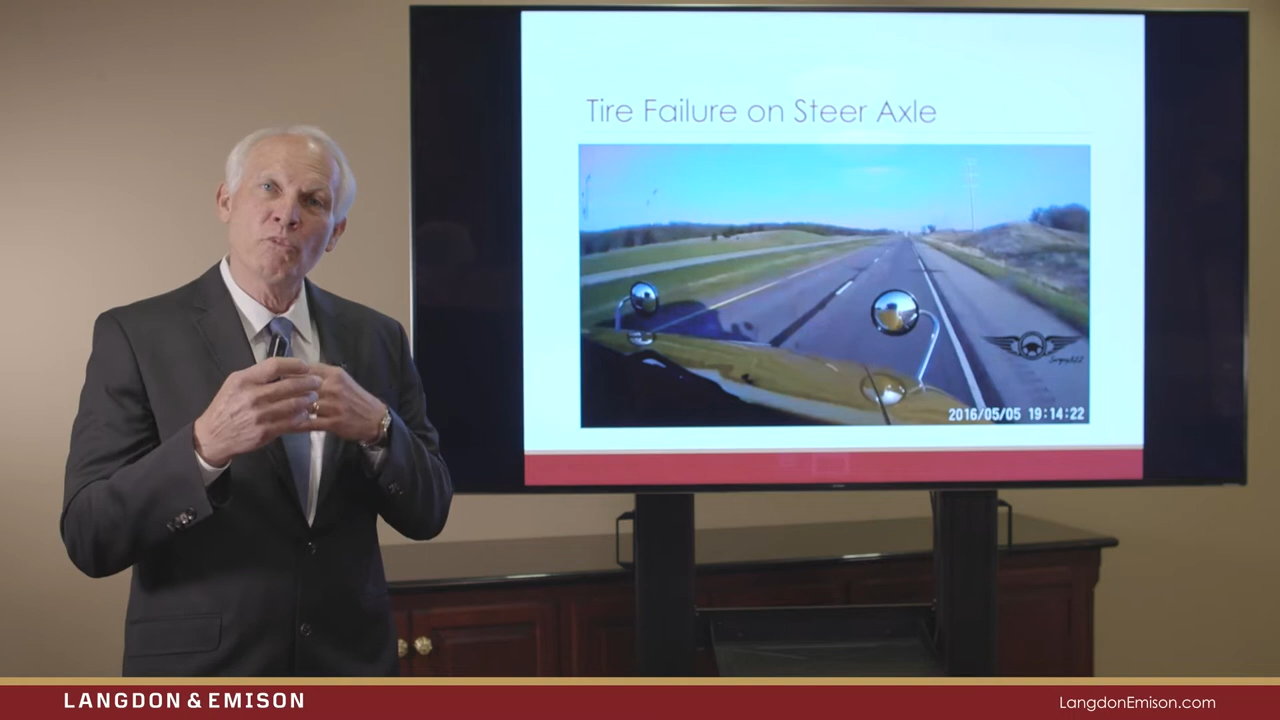 Tire Failure on Steer Axle
2016/05/05 19:14:22
LANGDON & EMISON
LangdonEmison.com